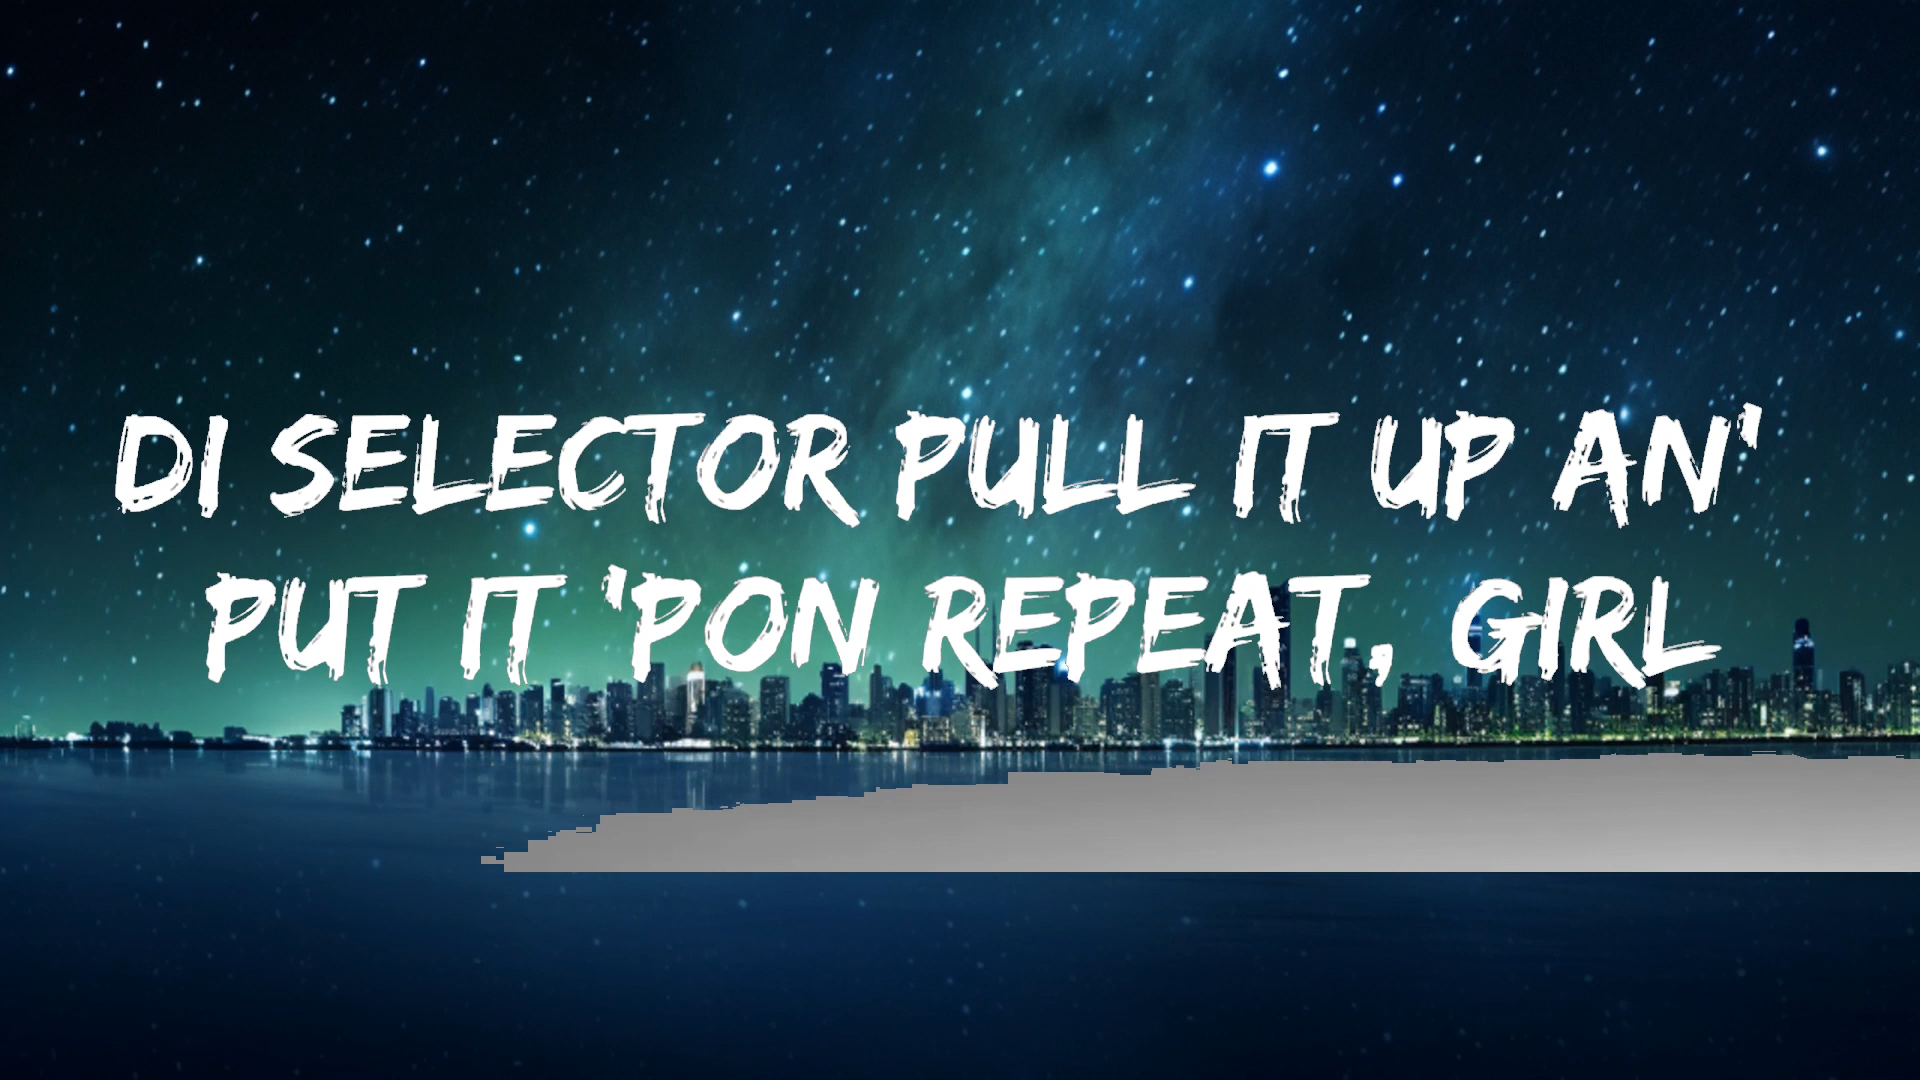 DI SELECTOR PULL IT UP AN'
PUT IT 'PON REPEAT, GIRL